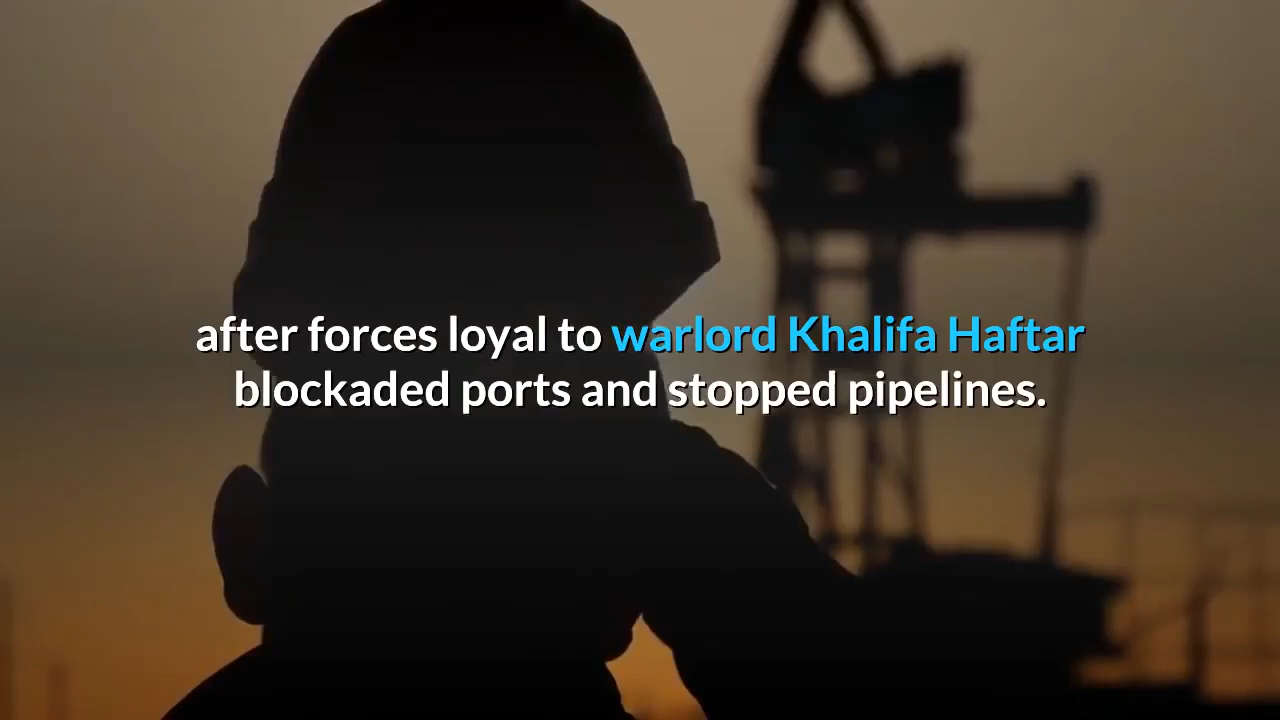 after forces loyal to warlord Khalifa Haftar
blockaded ports and stopped pipelines.